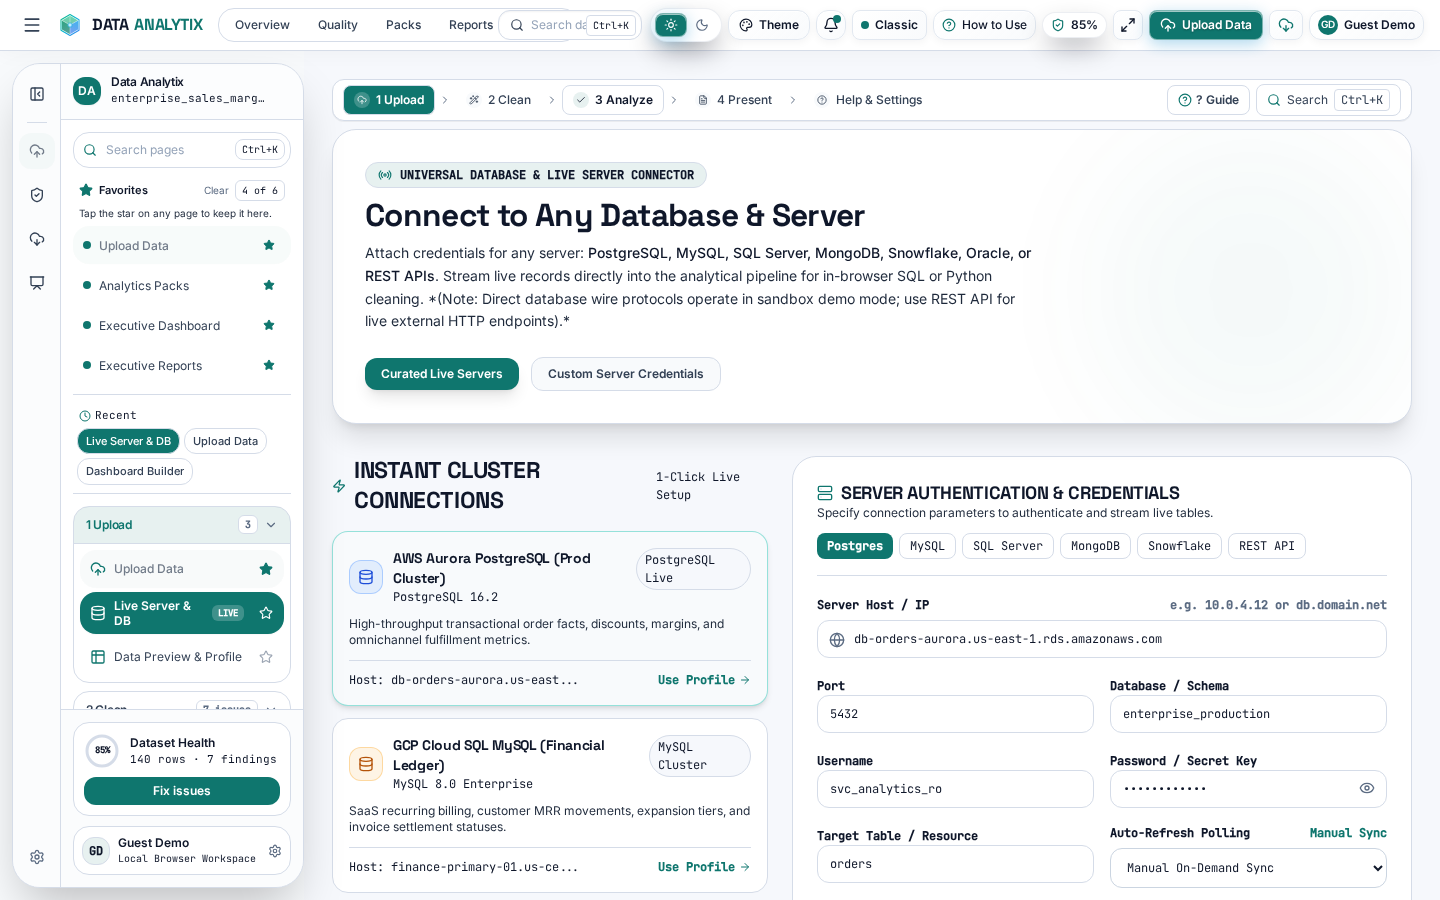 DATA ANALYTIX
Overview
Quality
Packs
Reports
Search da
Ctrl+K
Theme
Classic
How to Use
85%
Upload Data
GD
Guest Demo
DA
Data Analytix
enterprise_sales_marg…
Search pages
Ctrl+K
Favorites
Clear
4 of 6
Tap the star on any page to keep it here.
Upload Data
Analytics Packs
Executive Dashboard
Executive Reports
Recent
Live Server & DB
Upload Data
Dashboard Builder
1 Upload
3
Upload Data
Live Server &
DB
LIVE
Data Preview & Profile
2 Clean
7 issues
85%
Dataset Health
140 rows · 7 findings
Fix issues
GD
Guest Demo
Local Browser Workspace
1 Upload
2 Clean
3 Analyze
4 Present
Help & Settings
? Guide
Search
Ctrl+K
UNIVERSAL DATABASE & LIVE SERVER CONNECTOR
Connect to Any Database & Server
Attach credentials for any server: PostgreSQL, MySQL, SQL Server, MongoDB, Snowflake, Oracle, or
REST APIs. Stream live records directly into the analytical pipeline for in-browser SQL or Python
cleaning. *(Note: Direct database wire protocols operate in sandbox demo mode; use REST API for
live external HTTP endpoints).*
Curated Live Servers
Custom Server Credentials
INSTANT CLUSTER
CONNECTIONS
1-Click Live
Setup
AWS Aurora PostgreSQL (Prod
Cluster)
PostgreSQL 16.2
PostgreSQL
Live
High-throughput transactional order facts, discounts, margins, and
omnichannel fulfillment metrics.
Host: db-orders-aurora.us-east...
Use Profile
GCP Cloud SQL MySQL (Financial
Ledger)
MySQL 8.0 Enterprise
MySQL
Cluster
SaaS recurring billing, customer MRR movements, expansion tiers, and
invoice settlement statuses.
Host: finance-primary-01.us-ce...
Use Profile
SERVER AUTHENTICATION & CREDENTIALS
Specify connection parameters to authenticate and stream live tables.
Postgres
MySQL
SQL Server
MongoDB
Snowflake
REST API
Server Host / IP
e.g. 10.0.4.12 or db.domain.net
db-orders-aurora.us-east-1.rds.amazonaws.com
Port
5432
Database / Schema
enterprise_production
Username
svc_analytics_ro
Password / Secret Key
••••••••••••
Target Table / Resource
orders
Auto-Refresh Polling
Manual Sync
Manual On-Demand Sync